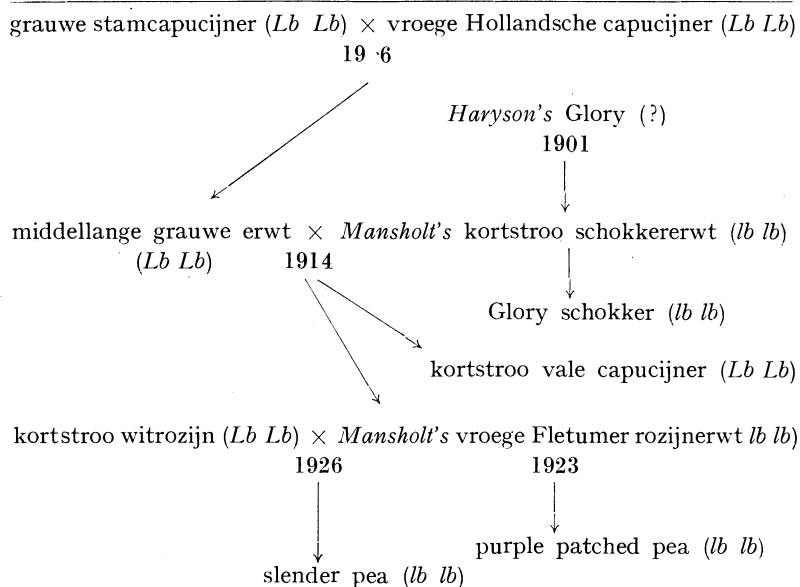 grauwe stamcapucijner (Lb Lb) × vroege Hollandsche capucijner (Lb Lb)
19 ·6
Haryson's Glory (?)
1901
middellange grauwe erwt × Mansholt's kortstroo schokkererwt (lb lb)
(Lb Lb) 1914
Glory schokker (lb lb)
kortstroo vale capucijner (Lb Lb)
kortstroo witrozijn (Lb Lb) × Mansholt's vroege Fletumer rozijnerwt lb lb)
1926 1923
purple patched pea (lb lb)
slender pea (lb lb)